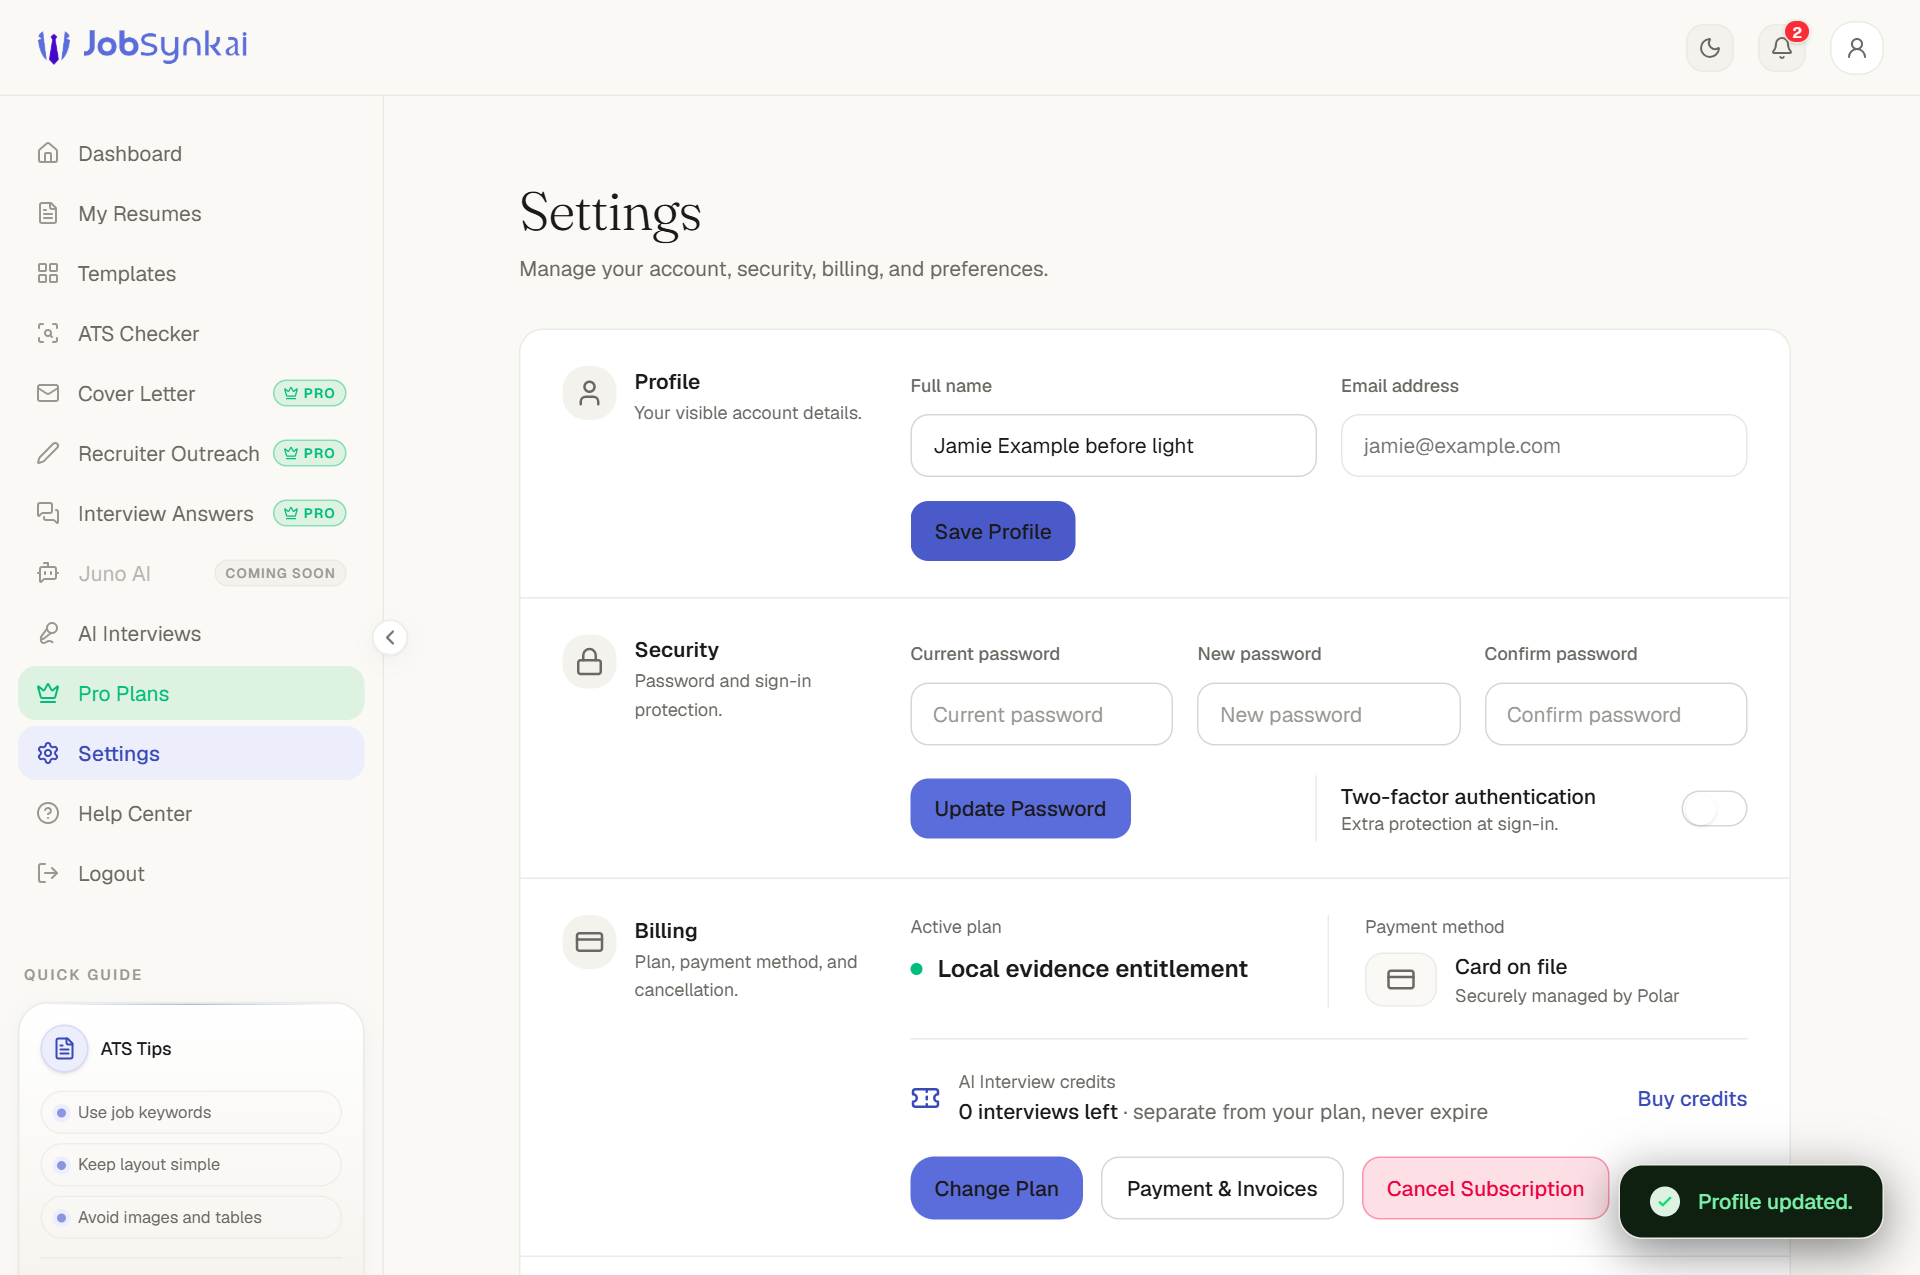 JobSynkai
2
Dashboard
My Resumes
Templates
ATS Checker
Cover Letter
PRO
Recruiter Outreach
PRO
Interview Answers
PRO
Juno AI
COMING SOON
AI Interviews
Pro Plans
Settings
Help Center
Logout
QUICK GUIDE
ATS Tips
Use job keywords
Keep layout simple
Avoid images and tables
Settings
Manage your account, security, billing, and preferences.
Profile
Your visible account details.
Full name
Jamie Example before light
Email address
jamie@example.com
Save Profile
Security
Password and sign-in
protection.
Current password
Current password
New password
New password
Confirm password
Confirm password
Update Password
Two-factor authentication
Extra protection at sign-in.
Billing
Plan, payment method, and
cancellation.
Active plan
Local evidence entitlement
Payment method
Card on file
Securely managed by Polar
AI Interview credits
0 interviews left · separate from your plan, never expire
Buy credits
Change Plan
Payment & Invoices
Cancel Subscription
Profile updated.